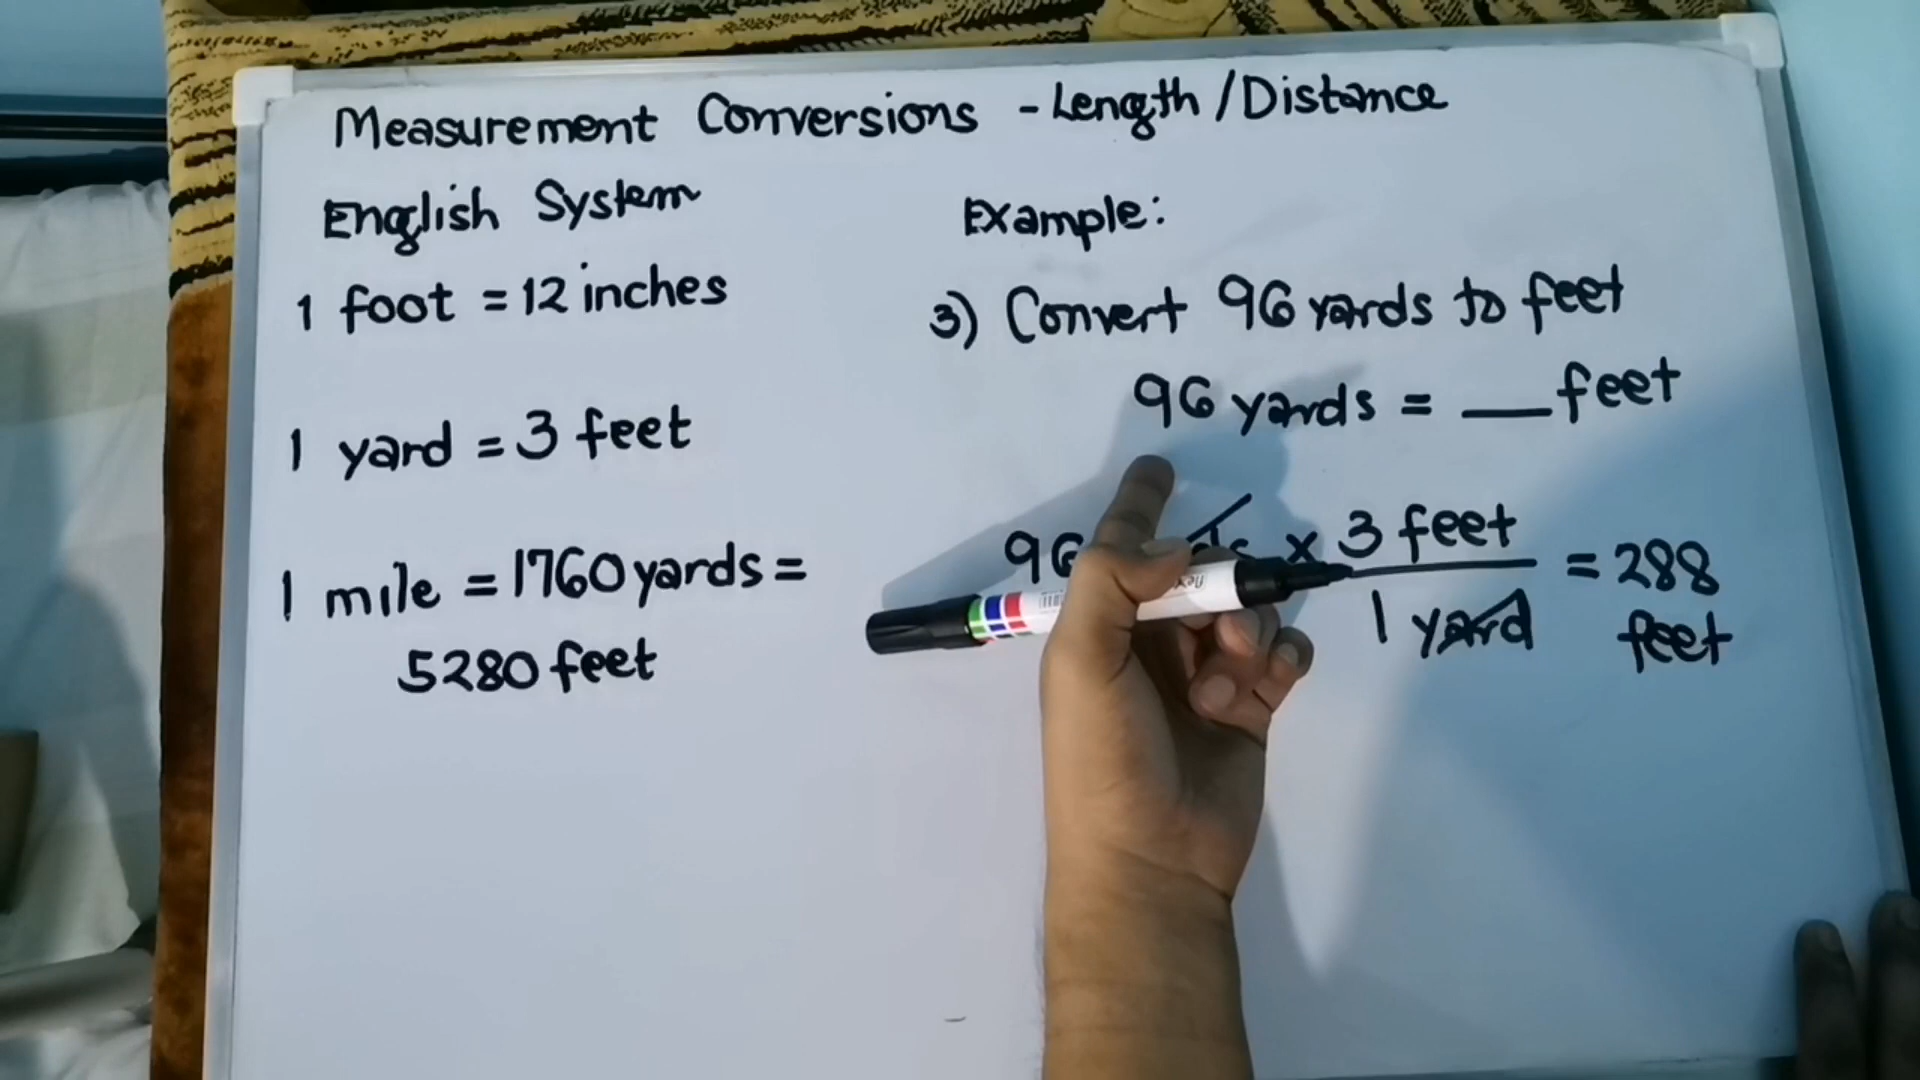 Measurement Conversions - Length / Distance
English System
1 foot = 12 inches
1 yard = 3 feet
1 mile = 1760 yards =
5280 feet
Example:
3) Convert 96 yards to feet
96 yards = __ feet
96 x 3 feet = 288
1 yard feet